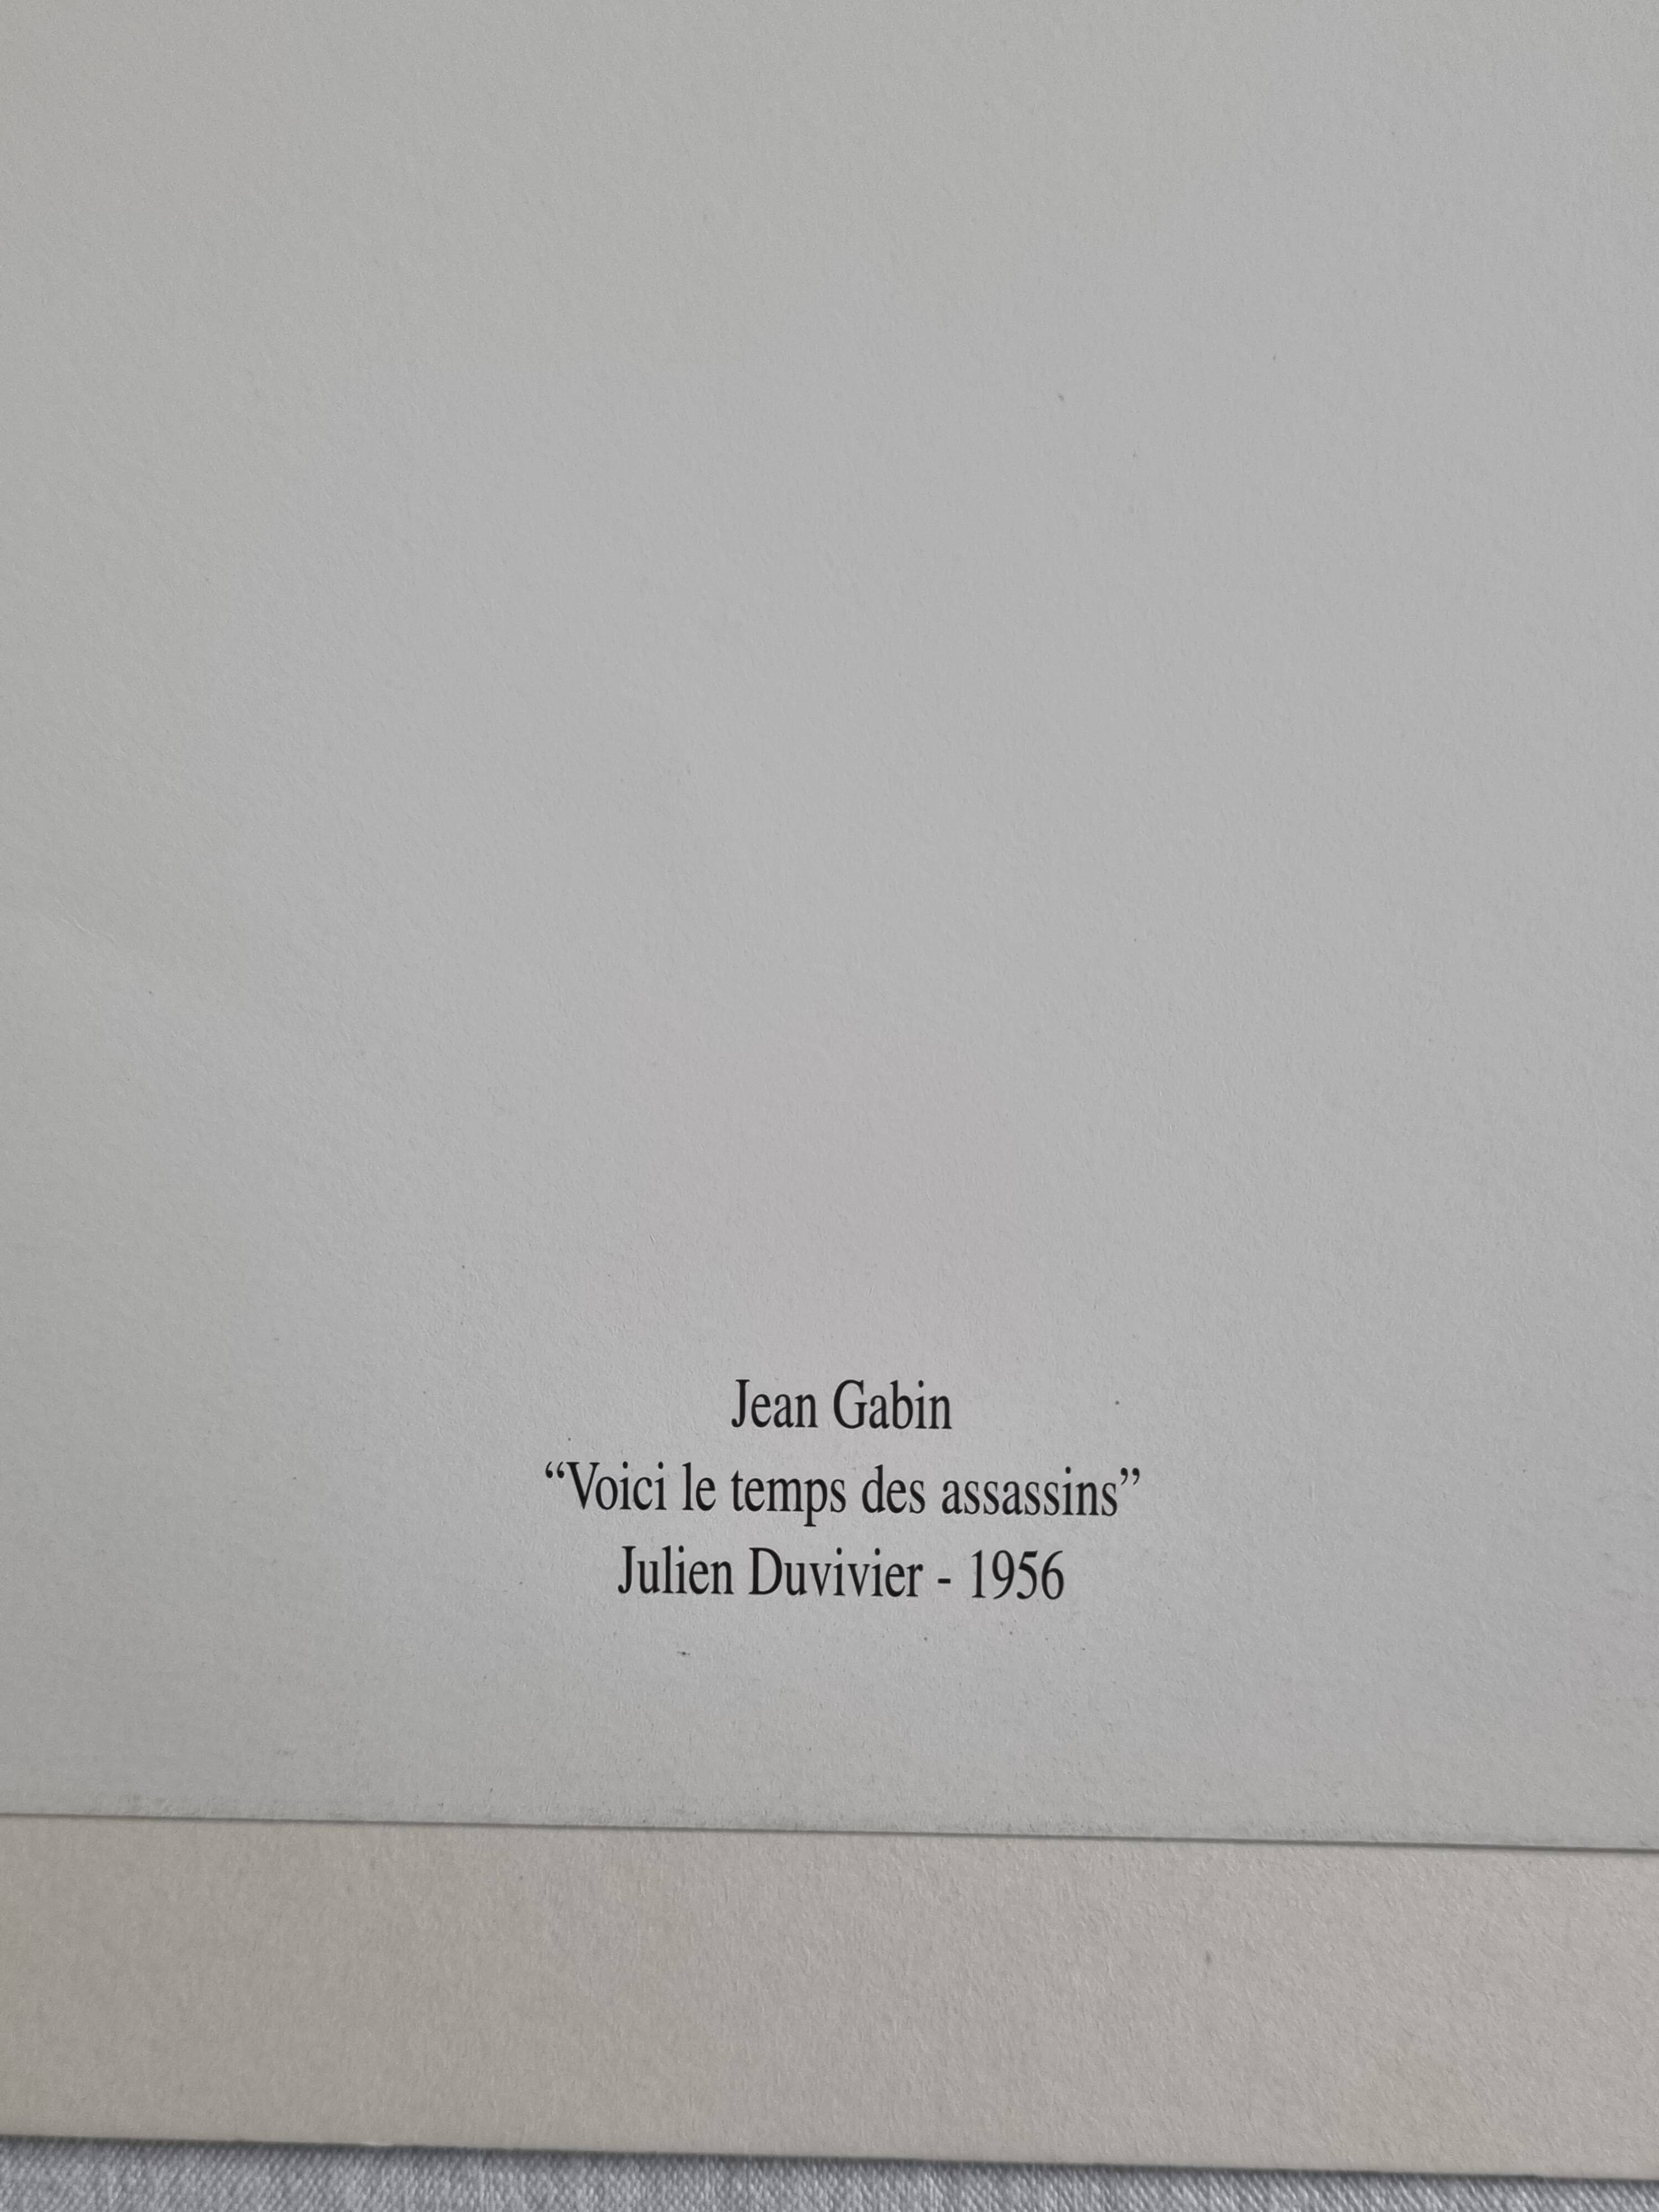 Jean Gabin
“Voici le temps des assassins”
Julien Duvivier - 1956